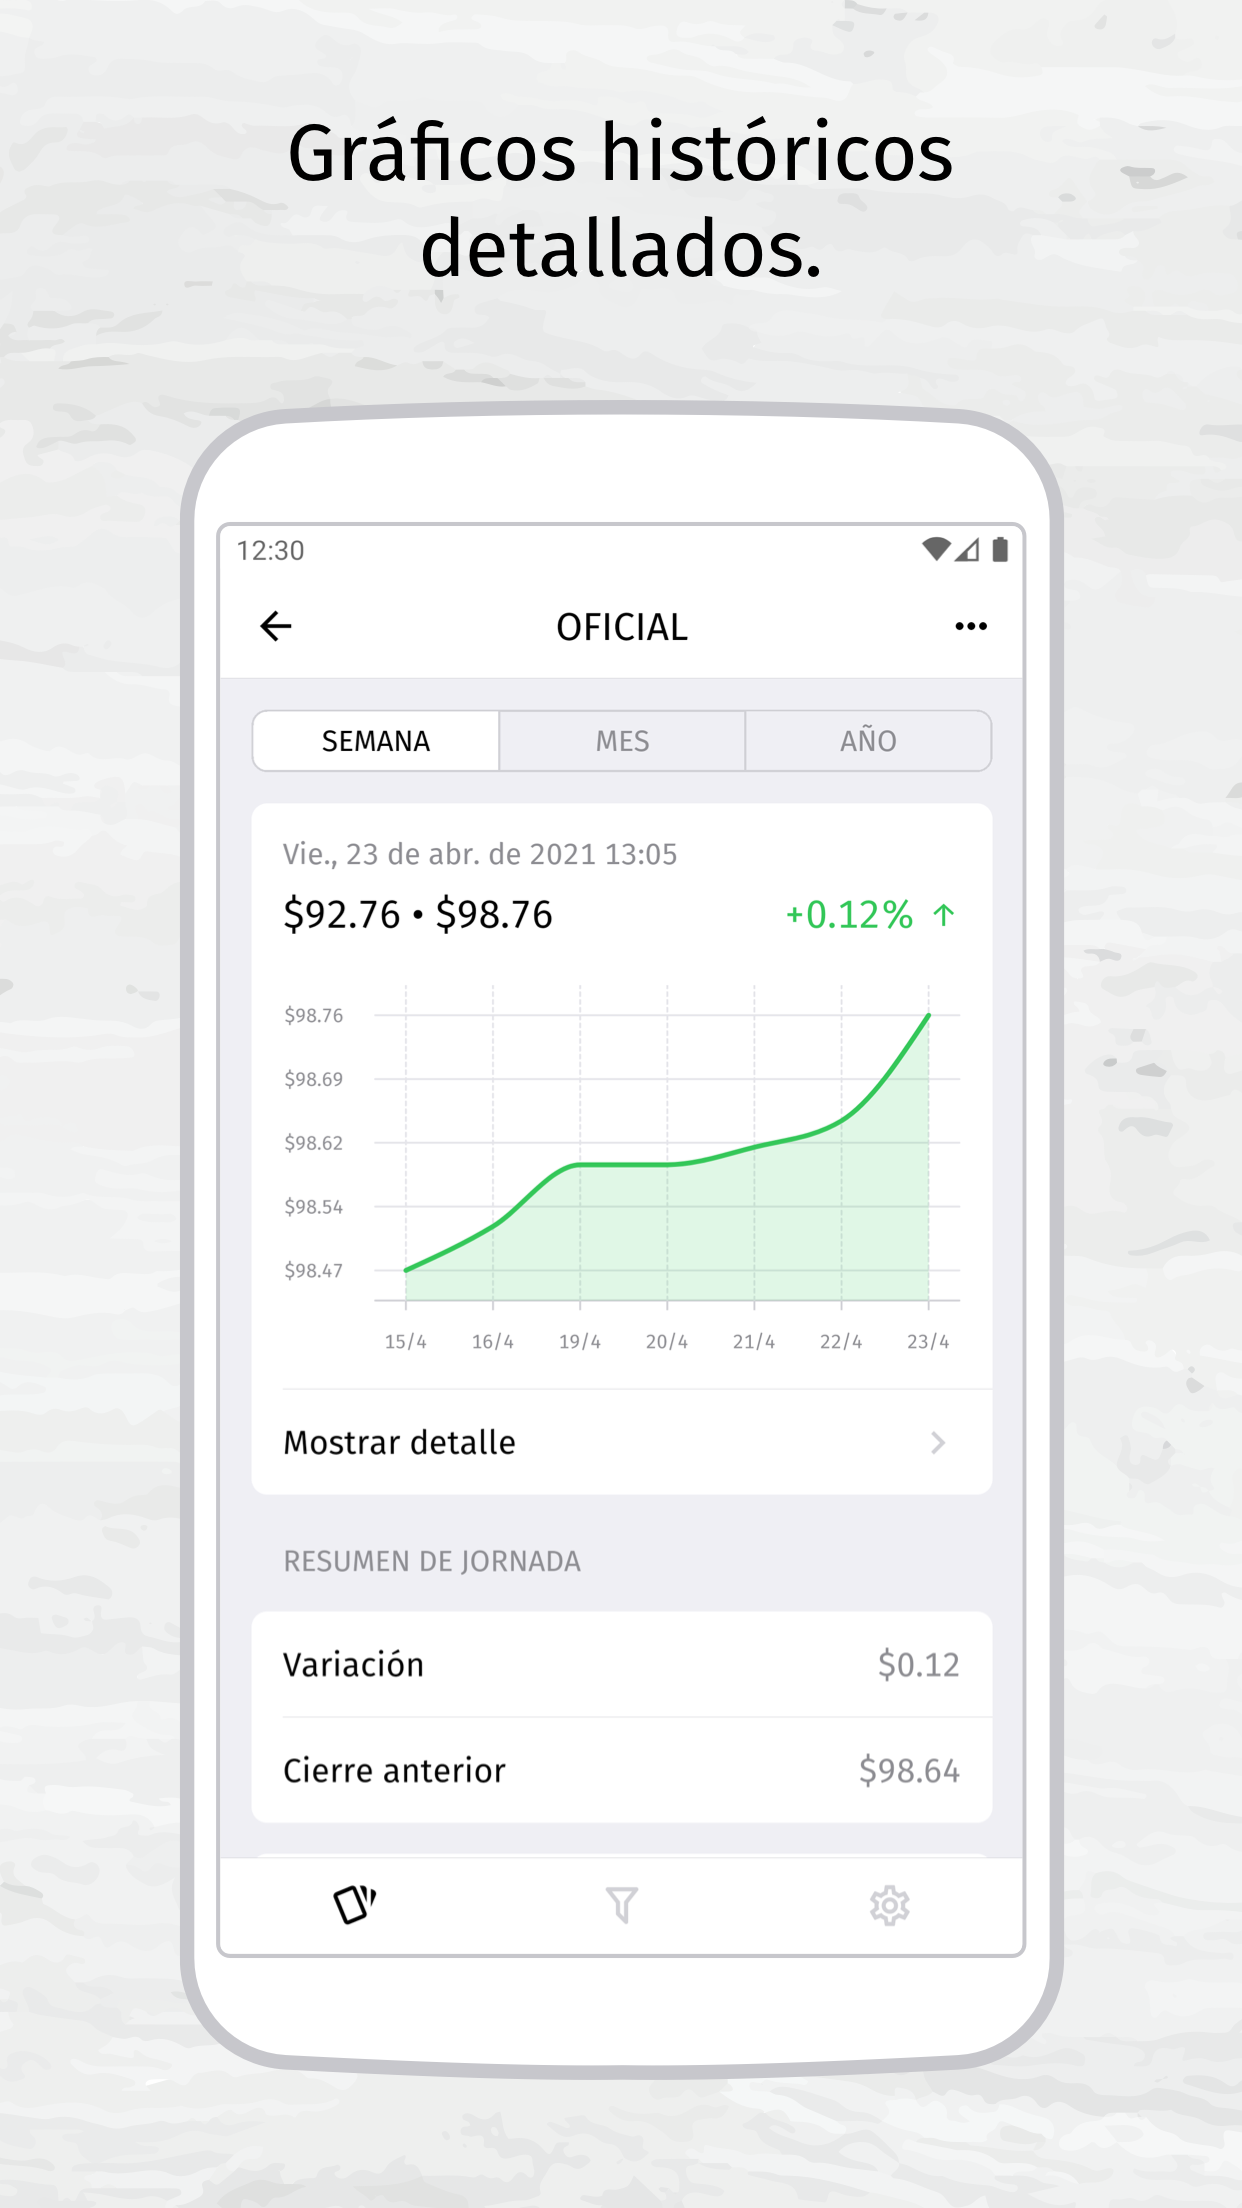 Gráficos históricos
detallados.
12:30
OFICIAL
SEMANA MES AÑO
Vie., 23 de abr. de 2021 13:05
$92.76 • $98.76 +0.12% ↑
$98.76
$98.69
$98.62
$98.54
$98.47
15/4 16/4 19/4 20/4 21/4 22/4 23/4
Mostrar detalle
RESUMEN DE JORNADA
Variación $0.12
Cierre anterior $98.64